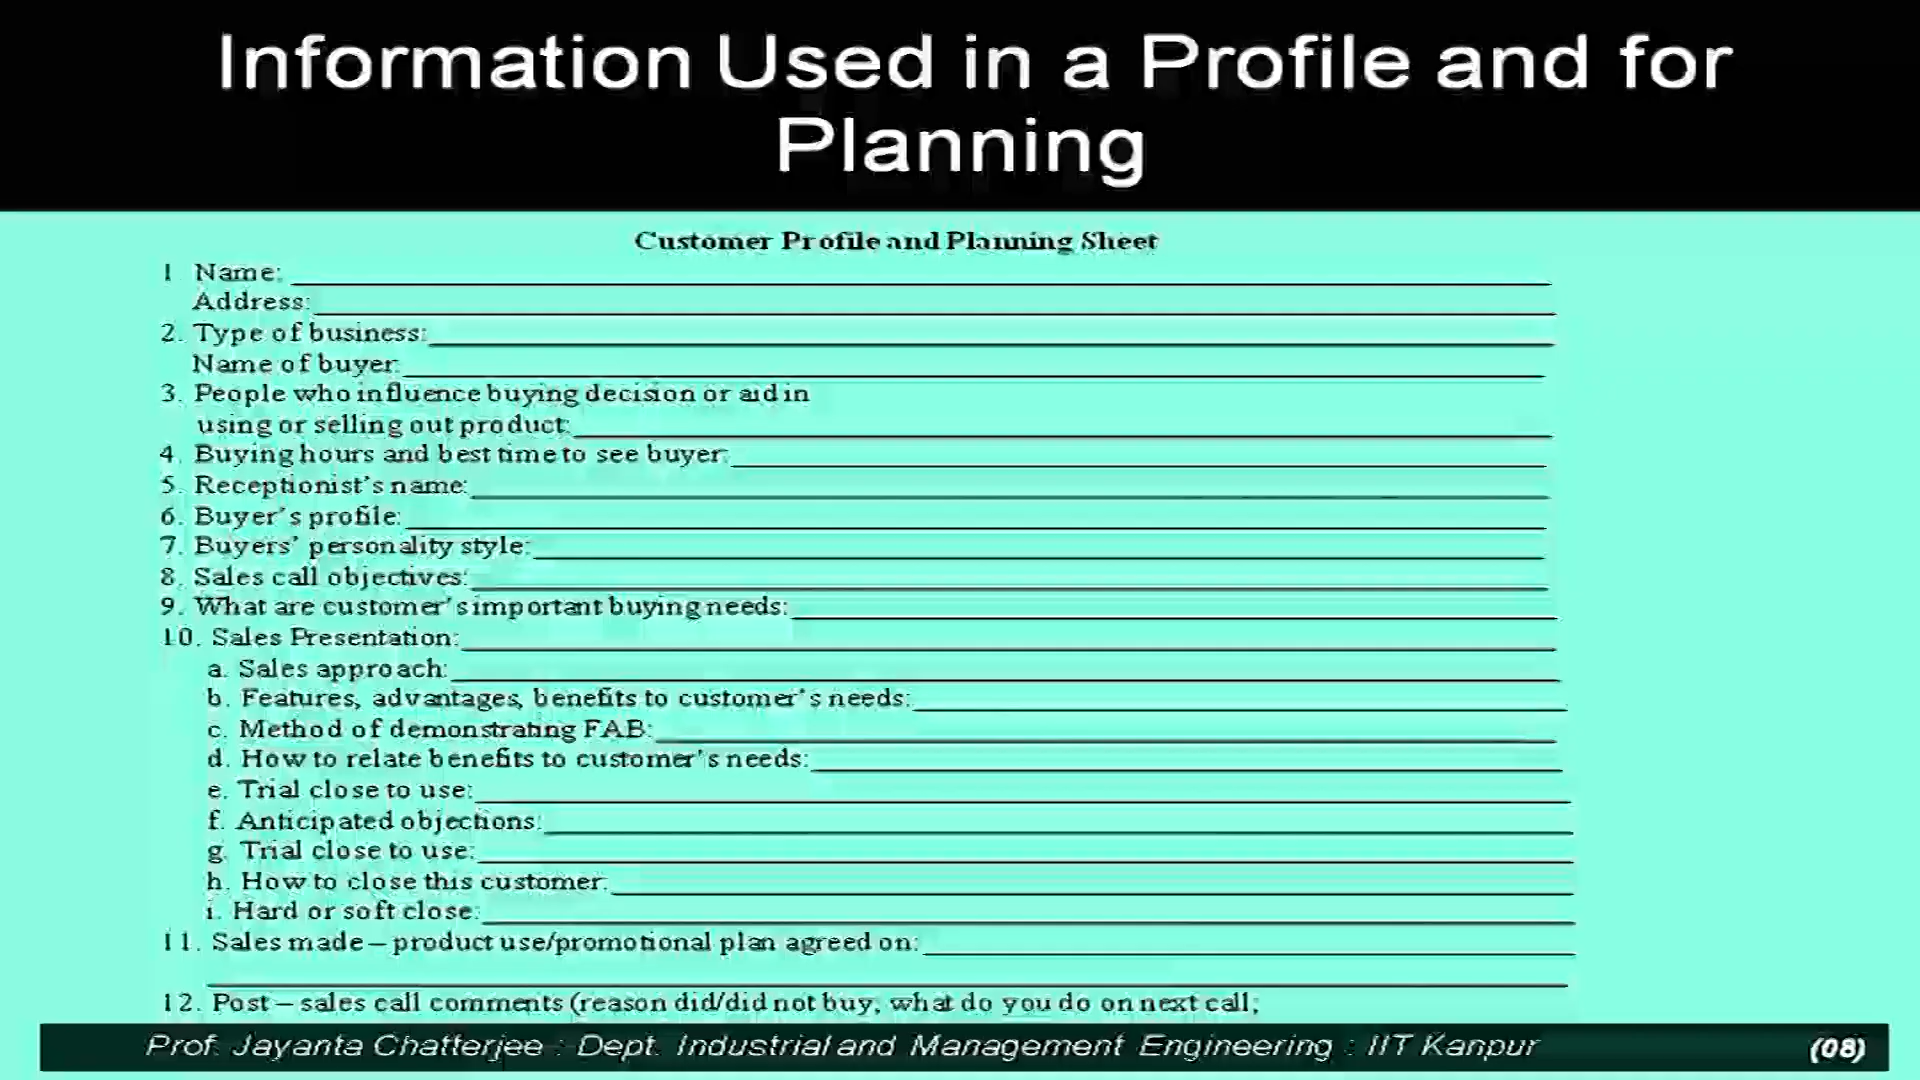 Information Used in a Profile and for
Planning
Customer Profile and Planning Sheet
1 Name:
Address:
2. Type of business:
Name of buyer:
3. People who influence buying decision or aid in
using or selling out product:
4. Buying hours and best time to see buyer:
5. Receptionist's name:
6. Buyer's profile:
7. Buyers' personality style:
8. Sales call objectives:
9. What are customer's important buying needs:
10. Sales Presentation:
a. Sales approach:
b. Features, advantages, benefits to customer's needs:
c. Method of demonstrating FAB:
d. How to relate benefits to customer's needs:
e. Trial close to use:
f. Anticipated objections:
g. Trial close to use:
h. How to close this customer:
i. Hard or soft close:
11. Sales made – product use/promotional plan agreed on:
12. Post – sales call comments (reason did/did not buy, what do you do on next call;
Prof. Jayanta Chatterjee : Dept. Industrial and Management Engineering : IIT Kanpur
(08)